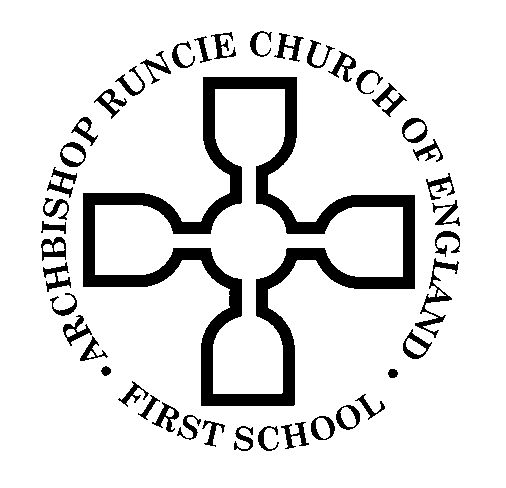 ARCHBISHOP RUNCIE CHURCH OF ENGLAND
• FIRST SCHOOL •